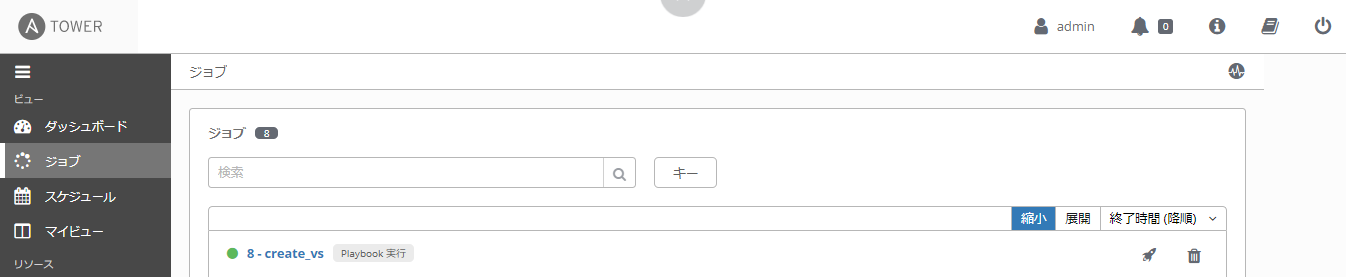 A TOWER
admin
0
ビュー
ダッシュボード
ジョブ
スケジュール
マイビュー
リソース
ジョブ
ジョブ 8
検索
キー
縮小 展開 終了時間 (降順)
8 - create_vs Playbook 実行